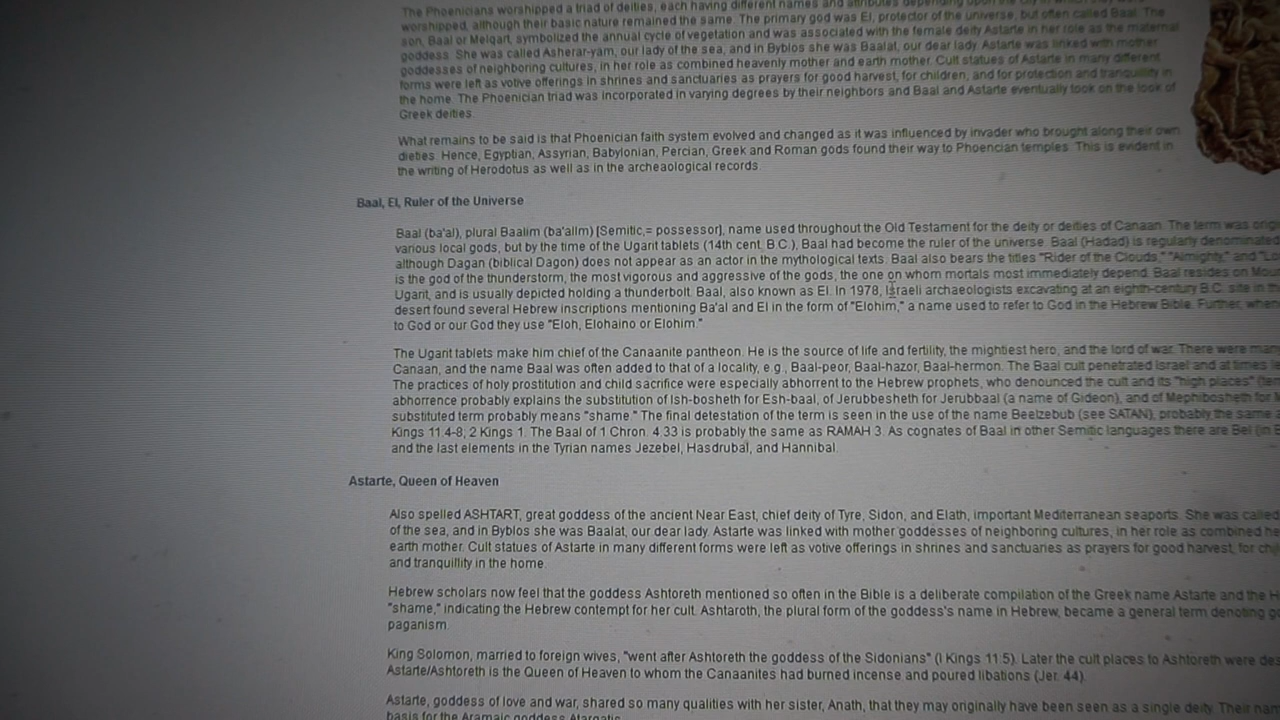 The Phoenicians worshipped a triad of deities, each having different names and attributes depending upon the city in which they were
worshipped, although their basic nature remained the same. The primary god was El, protector of the universe, but often called Baal. The
son, Baal or Melqart, symbolized the annual cycle of vegetation and was associated with the female deity Astarte in her role as the maternal
goddess. She was called Asherar-yam, our lady of the sea, and in Byblos she was Baalat, our dear lady. Astarte was linked with mother
goddesses of neighboring cultures, in her role as combined heavenly mother and earth mother. Cult statues of Astarte in many different
forms were left as votive offerings in shrines and sanctuaries as prayers for good harvest, for children, and for protection and tranquility in
the home. The Phoenician triad was incorporated in varying degrees by their neighbors and Baal and Astarte eventually took on the look of
Greek deities.
What remains to be said is that Phoenician faith system evolved and changed as it was influenced by invader who brought along their own
dieties. Hence, Egyptian, Assyrian, Babylonian, Percian, Greek and Roman gods found their way to Phoencian temples. This is evident in
the writing of Herodotus as well as in the archeaological records.
Baal, El, Ruler of the Universe
Baal (ba'al), plural Baalim (ba'allm) [Semitic,= possessor], name used throughout the Old Testament for the deity or deities of Canaan. The term was
various local gods, but by the time of the Ugarit tablets (14th cent. B.C.), Baal had become the ruler of the universe. Baal (Hadad) is regularly denominated
although Dagan (biblical Dagon) does not appear as an actor in the mythological texts. Baal also bears the titles "Rider of the Clouds," "Almighty," and
is the god of the thunderstorm, the most vigorous and aggressive of the gods, the one on whom mortals most immediately depend. Baal resides on
Ugarit, and is usually depicted holding a thunderbolt. Baal, also known as El. In 1978, Israeli archaeologists excavating at an eighth-century B.C. site in
desert found several Hebrew inscriptions mentioning Ba'al and El in the form of "Elohim," a name used to refer to God in the Hebrew Bible. Further,
to God or our God they use "Eloh, Elohaino or Elohim."
The Ugarit tablets make him chief of the Canaanite pantheon. He is the source of life and fertility, the mightiest hero, and the lord of war. There were
Canaan, and the name Baal was often added to that of a locality, e.g., Baal-peor, Baal-hazor, Baal-hermon. The Baal cult penetrated Israel and at times
The practices of holy prostitution and child sacrifice were especially abhorrent to the Hebrew prophets, who denounced the cult and its "high places"
abhorrence probably explains the substitution of Ish-bosheth for Esh-baal, of Jerubbesheth for Jerubbaal (a name of Gideon), and of Mephibosheth for
substituted term probably means "shame." The final detestation of the term is seen in the use of the name Beelzebub (see SATAN), probably the same
Kings 11.4-8; 2 Kings 1. The Baal of 1 Chron. 4.33 is probably the same as RAMAH 3. As cognates of Baal in other Semitic languages there are Bel (in
and the last elements in the Tyrian names Jezebel, Hasdrubal, and Hannibal.
Astarte, Queen of Heaven
Also spelled ASHTART, great goddess of the ancient Near East, chief deity of Tyre, Sidon, and Elath, important Mediterranean seaports. She was called
of the sea, and in Byblos she was Baalat, our dear lady. Astarte was linked with mother goddesses of neighboring cultures, in her role as combined
earth mother. Cult statues of Astarte in many different forms were left as votive offerings in shrines and sanctuaries as prayers for good harvest, for
and tranquillity in the home.
Hebrew scholars now feel that the goddess Ashtoreth mentioned so often in the Bible is a deliberate compilation of the Greek name Astarte and the
"shame," indicating the Hebrew contempt for her cult. Ashtaroth, the plural form of the goddess's name in Hebrew, became a general term denoting
paganism.
King Solomon, married to foreign wives, "went after Ashtoreth the goddess of the Sidonians" (I Kings 11:5). Later the cult places to Ashtoreth were
Astarte/Ashtoreth is the Queen of Heaven to whom the Canaanites had burned incense and poured libations (Jer. 44).
Astarte, goddess of love and war, shared so many qualities with her sister, Anath, that they may originally have been seen as a single deity. Their
basis for the Aramaic goddess Atargatic